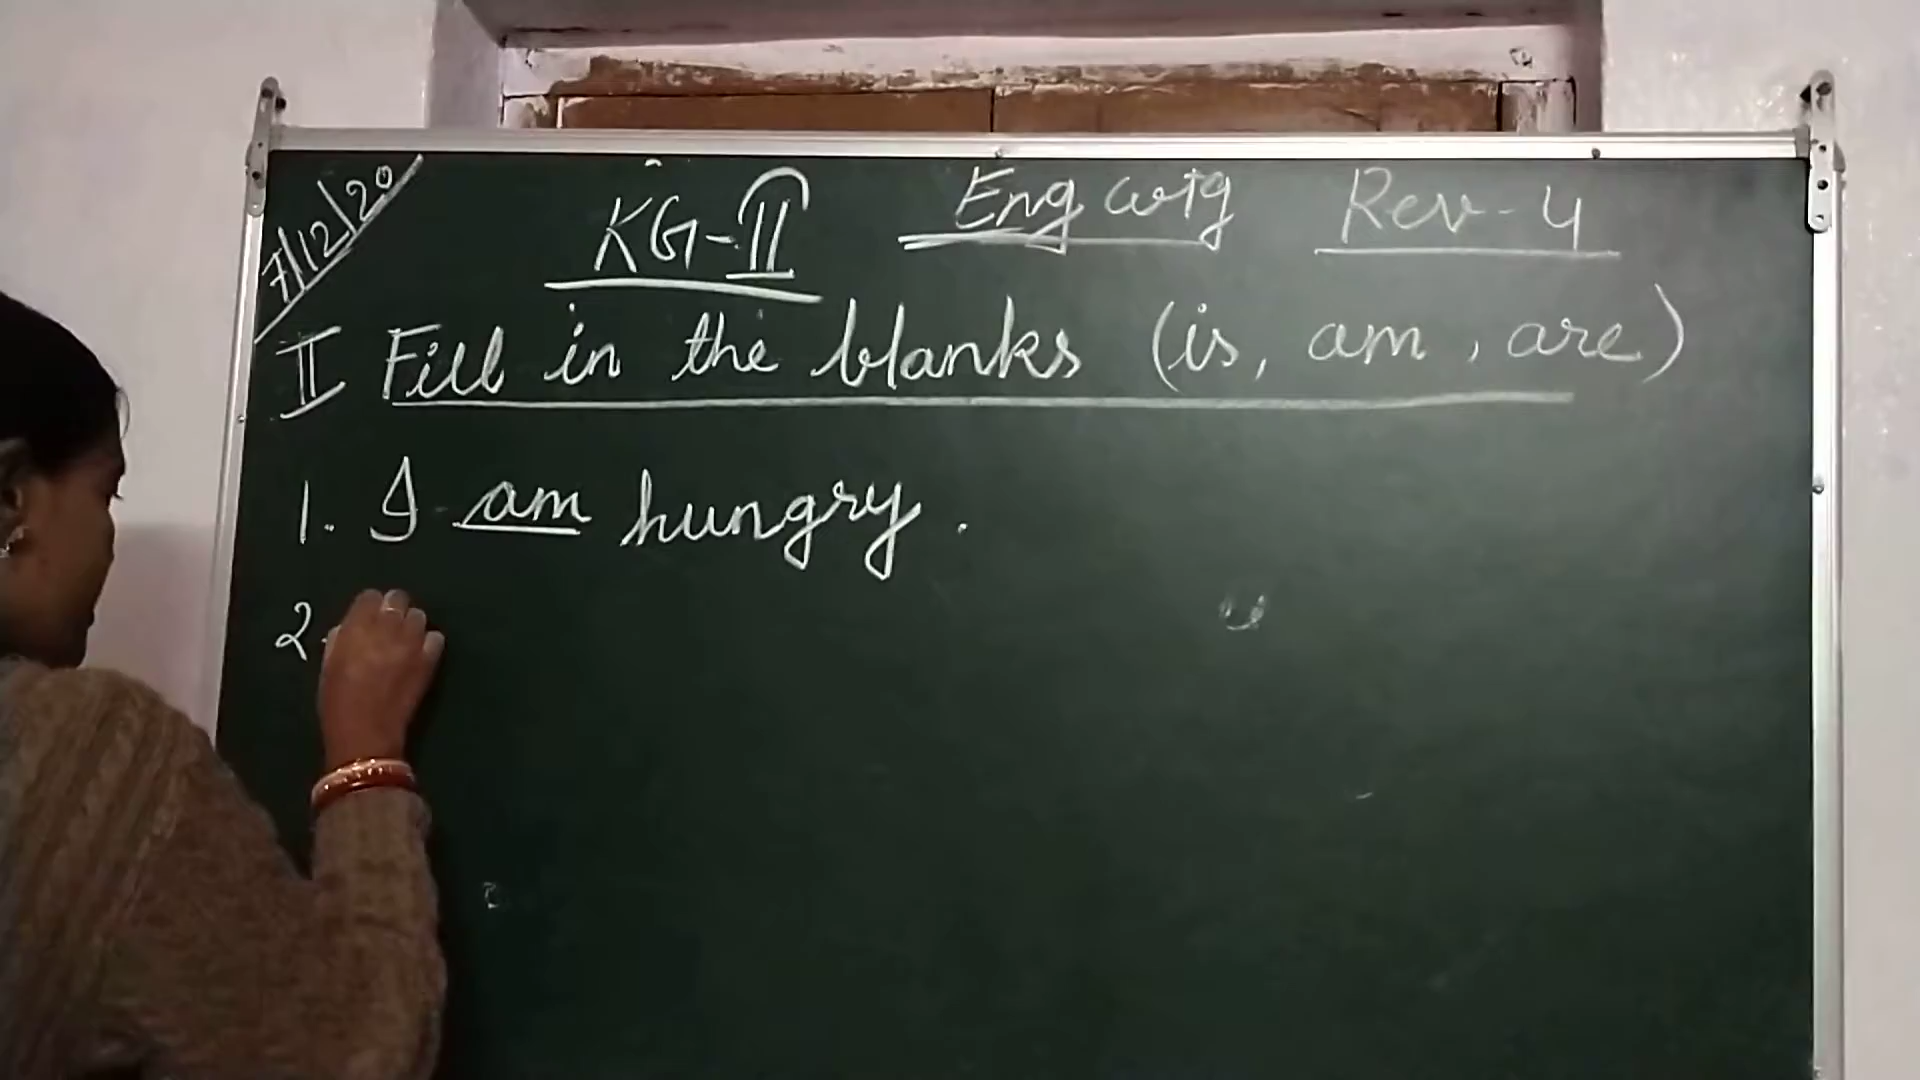 7/12/20
KG-II Eng wtg Rev-4
II Fill in the blanks (is, am, are)
1. I am hungry.
2.